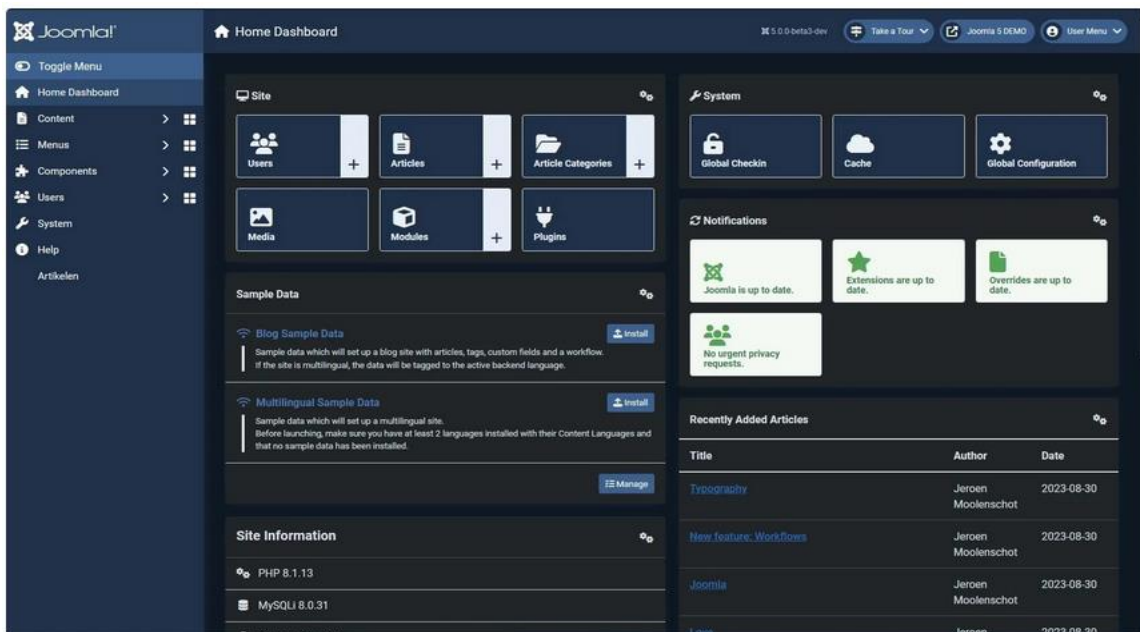 Joomla!
Home Dashboard
5.0.0-beta3-dev
Take a Tour
Joomla 5 DEMO
User Menu
Toggle Menu
Home Dashboard
Content
Menus
Components
Users
System
Help
Artikelen
Site
Users
+
Articles
+
Article Categories
+
Media
Modules
+
Plugins
Sample Data
Blog Sample Data
Install
Sample data which will set up a blog site with articles, tags, custom fields and a workflow.
If the site is multilingual, the data will be tagged to the active backend language.
Multilingual Sample Data
Install
Sample data which will set up a multilingual site.
Before launching, make sure you have at least 2 languages installed with their Content Languages and
that no sample data has been installed.
Manage
Site Information
PHP 8.1.13
MySQLi 8.0.31
System
Global Checkin
Cache
Global Configuration
Notifications
Joomla is up to date.
Extensions are up to
date.
Overrides are up to
date.
No urgent privacy
requests.
Recently Added Articles
Title Author Date
Typography Jeroen Moolenschot 2023-08-30
New feature: Workflows Jeroen Moolenschot 2023-08-30
Joomla Jeroen Moolenschot 2023-08-30